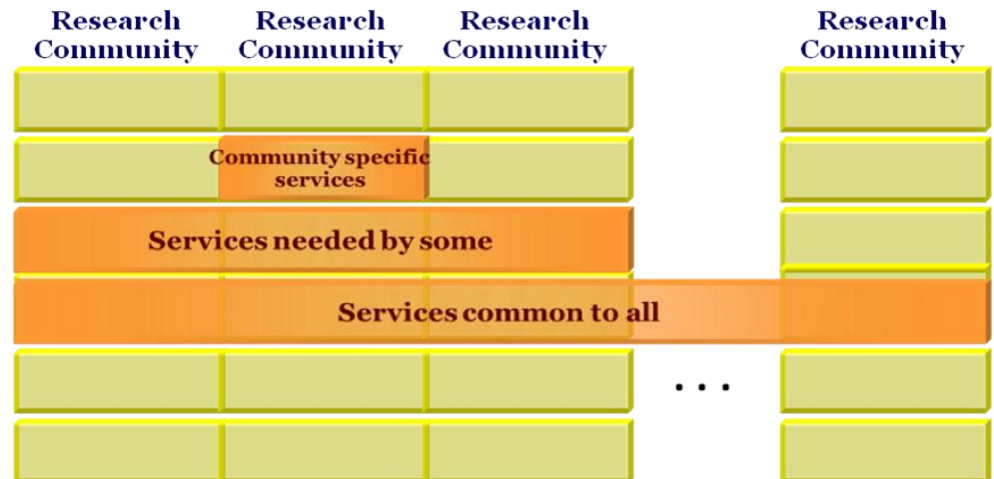 Research Research Research Research
Community Community Community Community
Community specific
services
Services needed by some
Services common to all
. . .